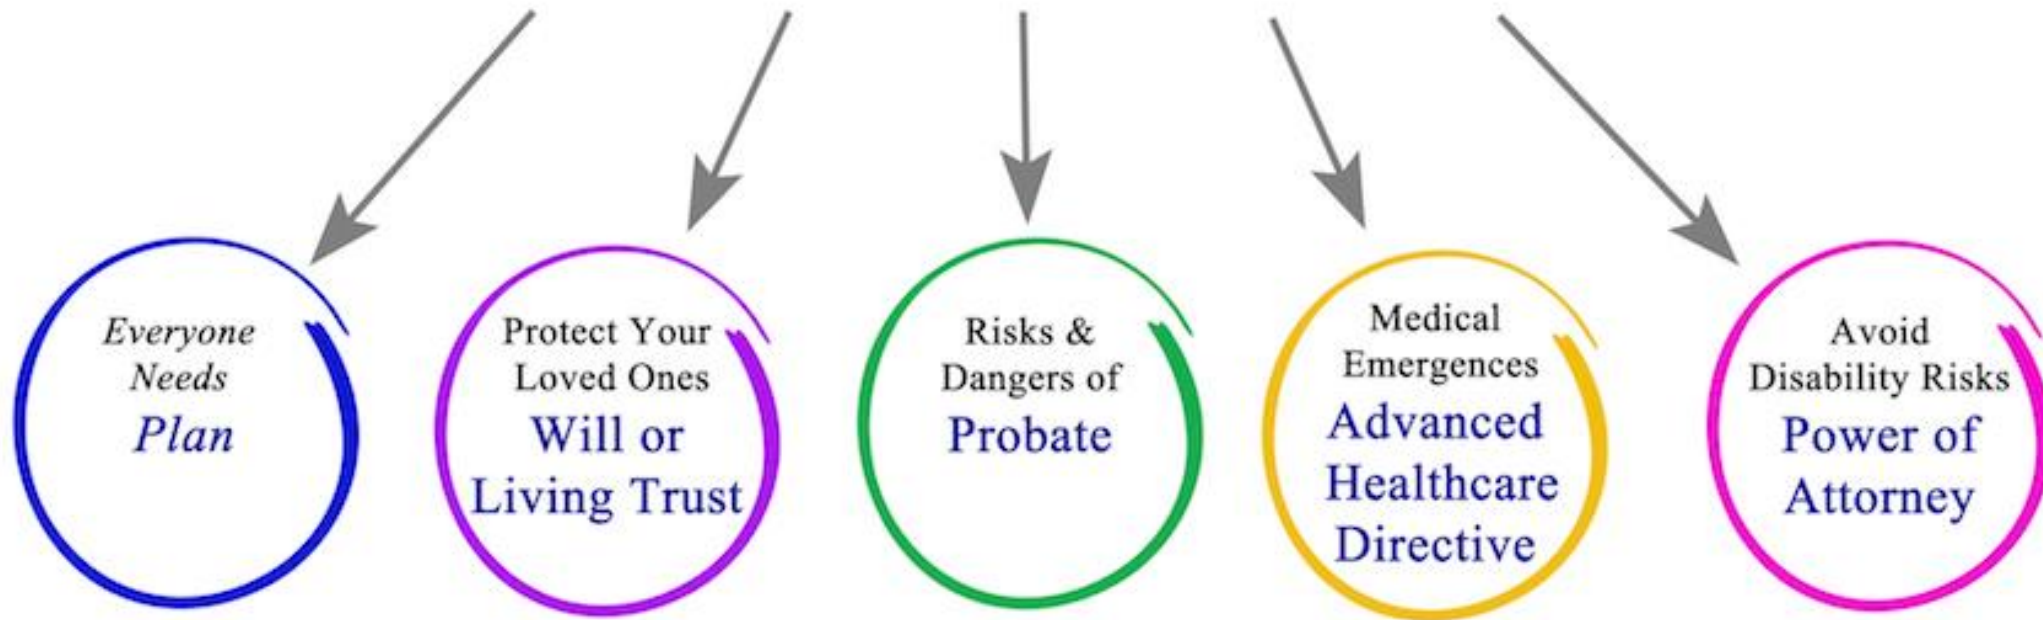 Everyone
Needs
Plan
Protect Your
Loved Ones
Will or
Living Trust
Risks &
Dangers of
Probate
Medical
Emergences
Advanced
Healthcare
Directive
Avoid
Disability Risks
Power of
Attorney